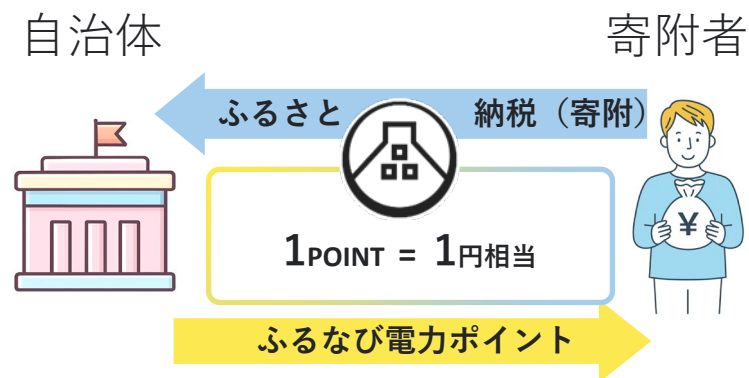 自治体
寄附者
ふるさと 納税（寄附）
¥
1POINT = 1円相当
ふるなび電力ポイント